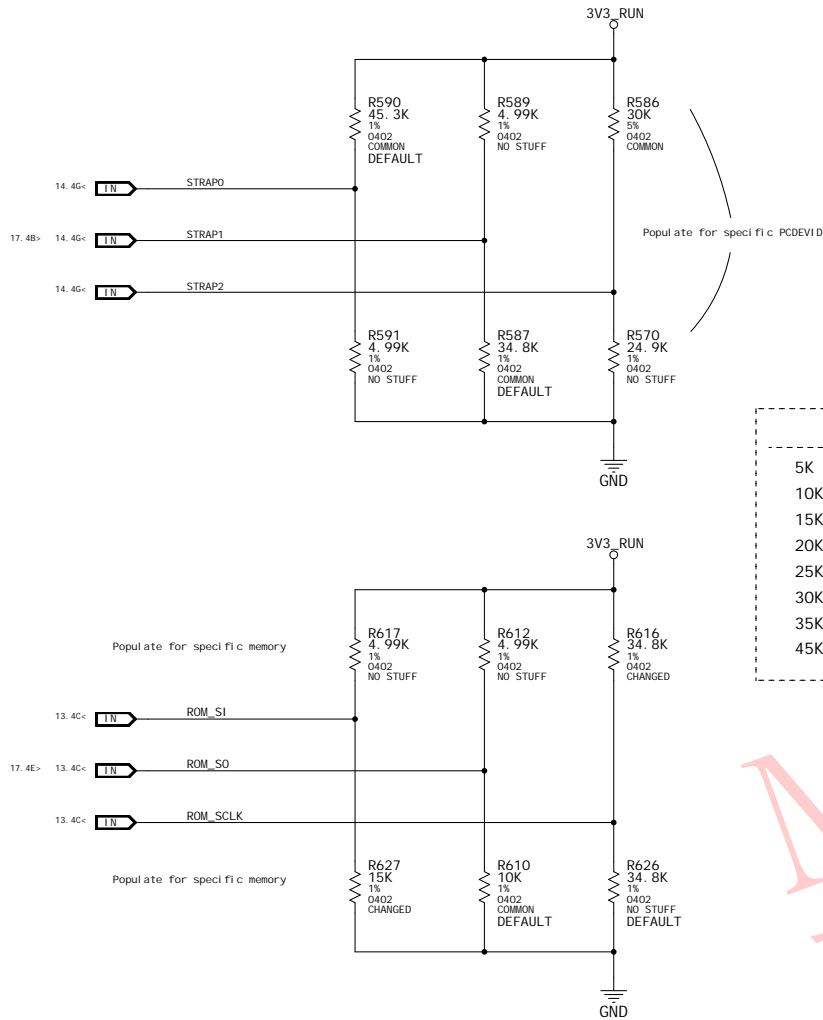 3V3_RUN
R590
45.3K
1%
0402
COMMON
DEFAULT
R589
4.99K
1%
0402
NO STUFF
R586
30K
5%
0402
COMMON
14.4G< IN STRAP0
17.4B> 14.4G< IN STRAP1
Populate for specific PCDEVID
14.4G< IN STRAP2
R591
4.99K
1%
0402
NO STUFF
R587
34.8K
1%
0402
COMMON
DEFAULT
R570
24.9K
1%
0402
NO STUFF
GND
5K
10K
15K
20K
25K
30K
35K
45K
3V3_RUN
Populate for specific memory
R617
4.99K
1%
0402
NO STUFF
R612
4.99K
1%
0402
NO STUFF
R616
34.8K
1%
0402
CHANGED
13.4C< IN ROM_SI
17.4E> 13.4C< IN ROM_SO
13.4C< IN ROM_SCLK
Populate for specific memory
R627
15K
1%
0402
CHANGED
R610
10K
1%
0402
COMMON
DEFAULT
R626
34.8K
1%
0402
NO STUFF
DEFAULT
GND